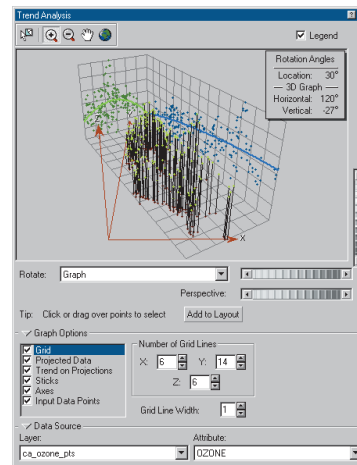 Trend Analysis
Legend
Rotation Angles
Location: 30°
3D Graph
Horizontal: 120°
Vertical: -27°
X
Rotate: Graph
Perspective:
Tip: Click or drag over points to select Add to Layout
Graph Options
Grid
Projected Data
Trend on Projections
Sticks
Axes
Input Data Points
Number of Grid Lines
X: 6 Y: 14
Z: 6
Grid Line Width: 1
Data Source
Layer: Attribute:
ca_ozone_pts OZONE